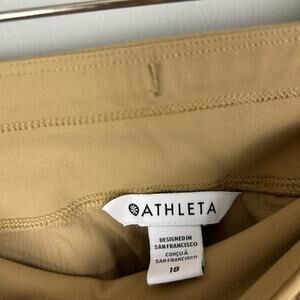 ATHLETA
DESIGNED IN
SAN FRANCISCO
CONÇU À
SAN FRANCISCO
18